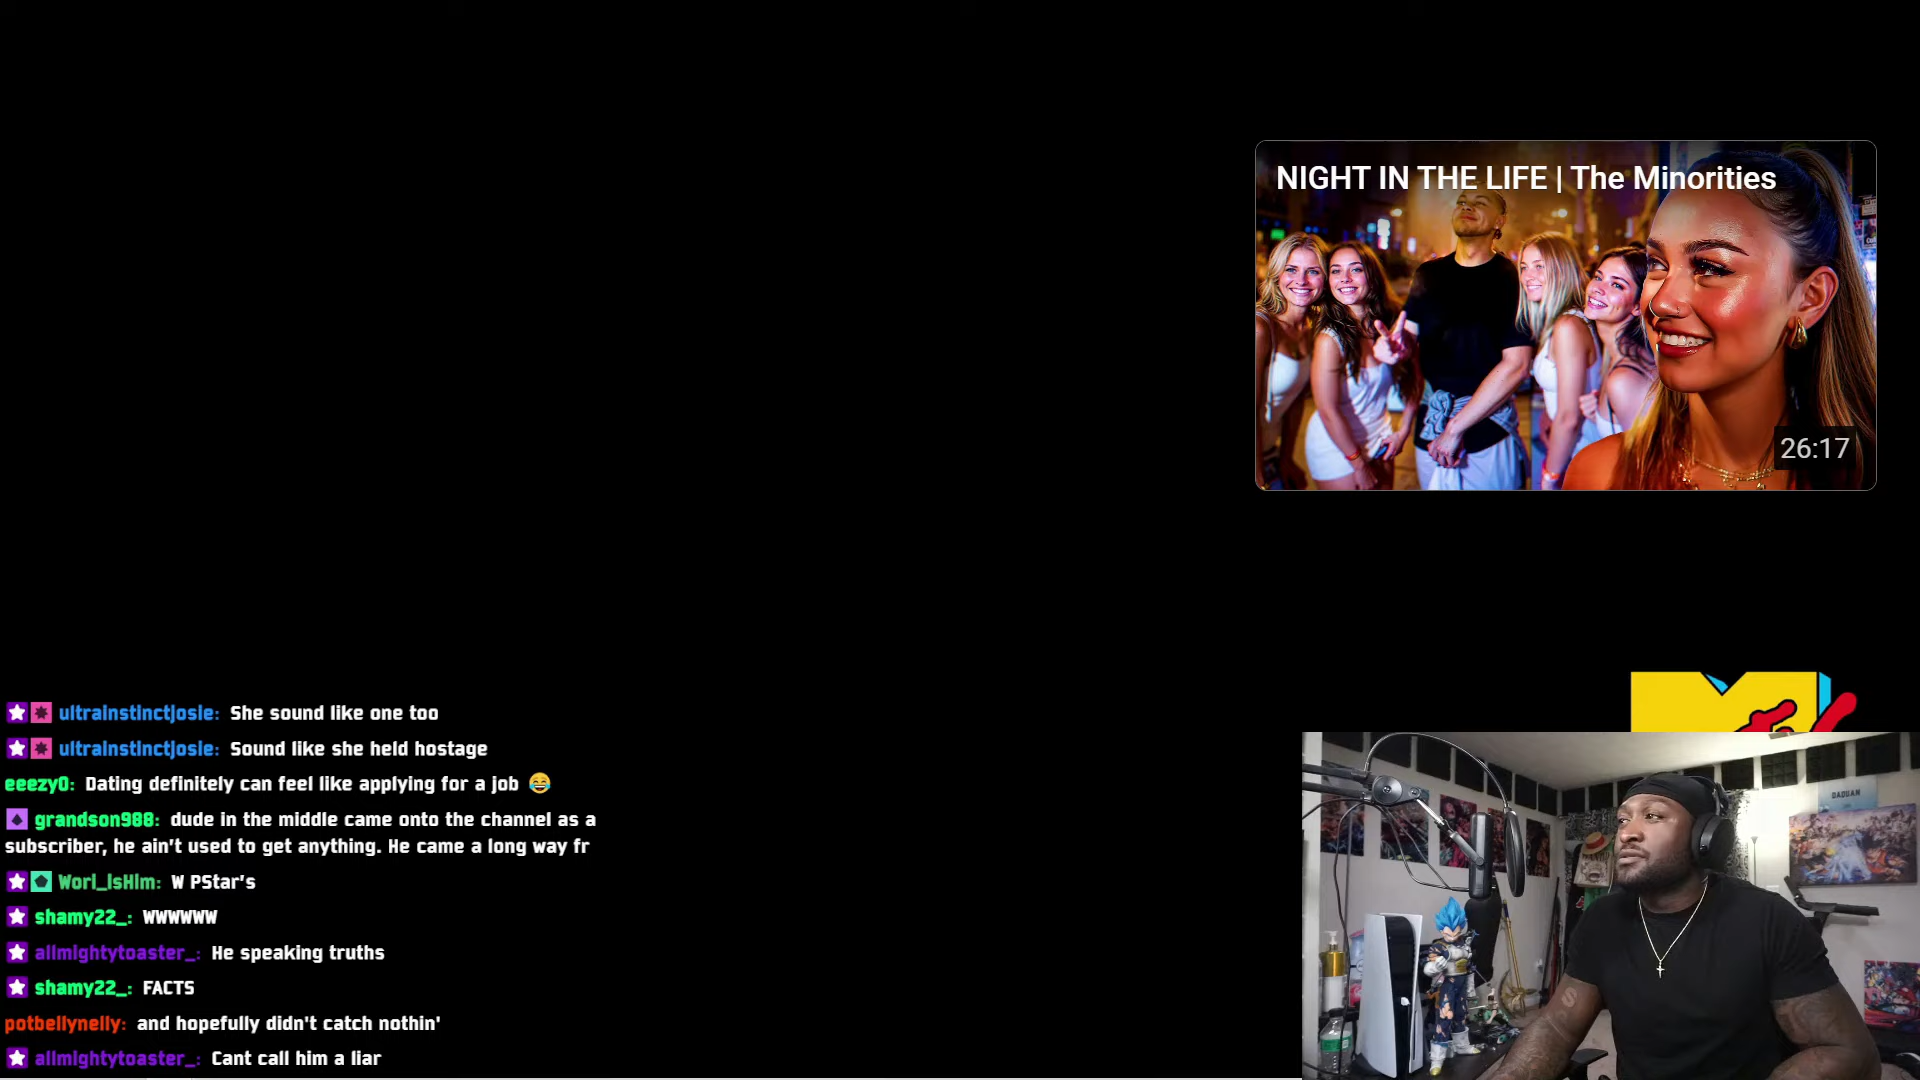 NIGHT IN THE LIFE | The Minorities
26:17
ultrainstinctjosie: She sound like one too
ultrainstinctjosie: Sound like she held hostage
eeezy0: Dating definitely can feel like applying for a job 😂
grandson988: dude in the middle came onto the channel as a
subscriber, he ain't used to get anything. He came a long way fr
Wori_IsHim: W PStar's
shamy22_: WWWWWW
allmightytoaster_: He speaking truths
shamy22_: FACTS
potbellynelly: and hopefully didn't catch nothin'
allmightytoaster_: Cant call him a liar